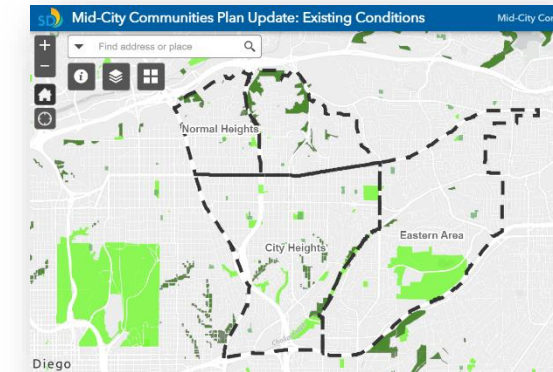 SD Mid-City Communities Plan Update: Existing Conditions Mid-City Con
+
Find address or place
−
i
Normal Heights
City Heights
Eastern Area
Diego